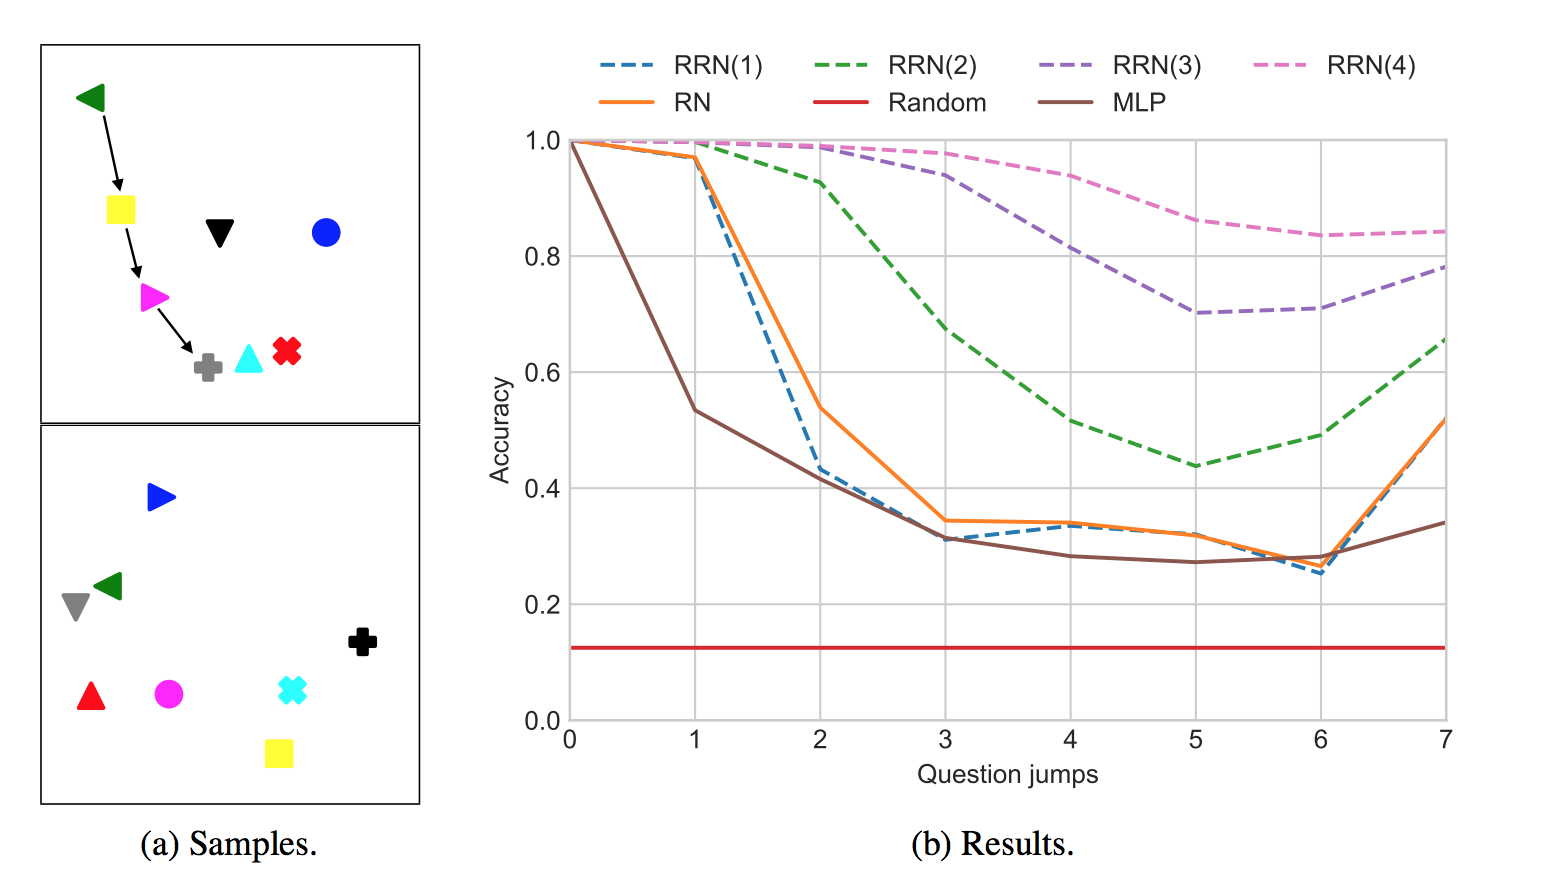 RRN(1) RRN(2) RRN(3) RRN(4)
RN Random MLP
1.0
0.8
0.6
0.4
0.2
0.0
Accuracy
0 1 2 3 4 5 6 7
Question jumps
(a) Samples.
(b) Results.